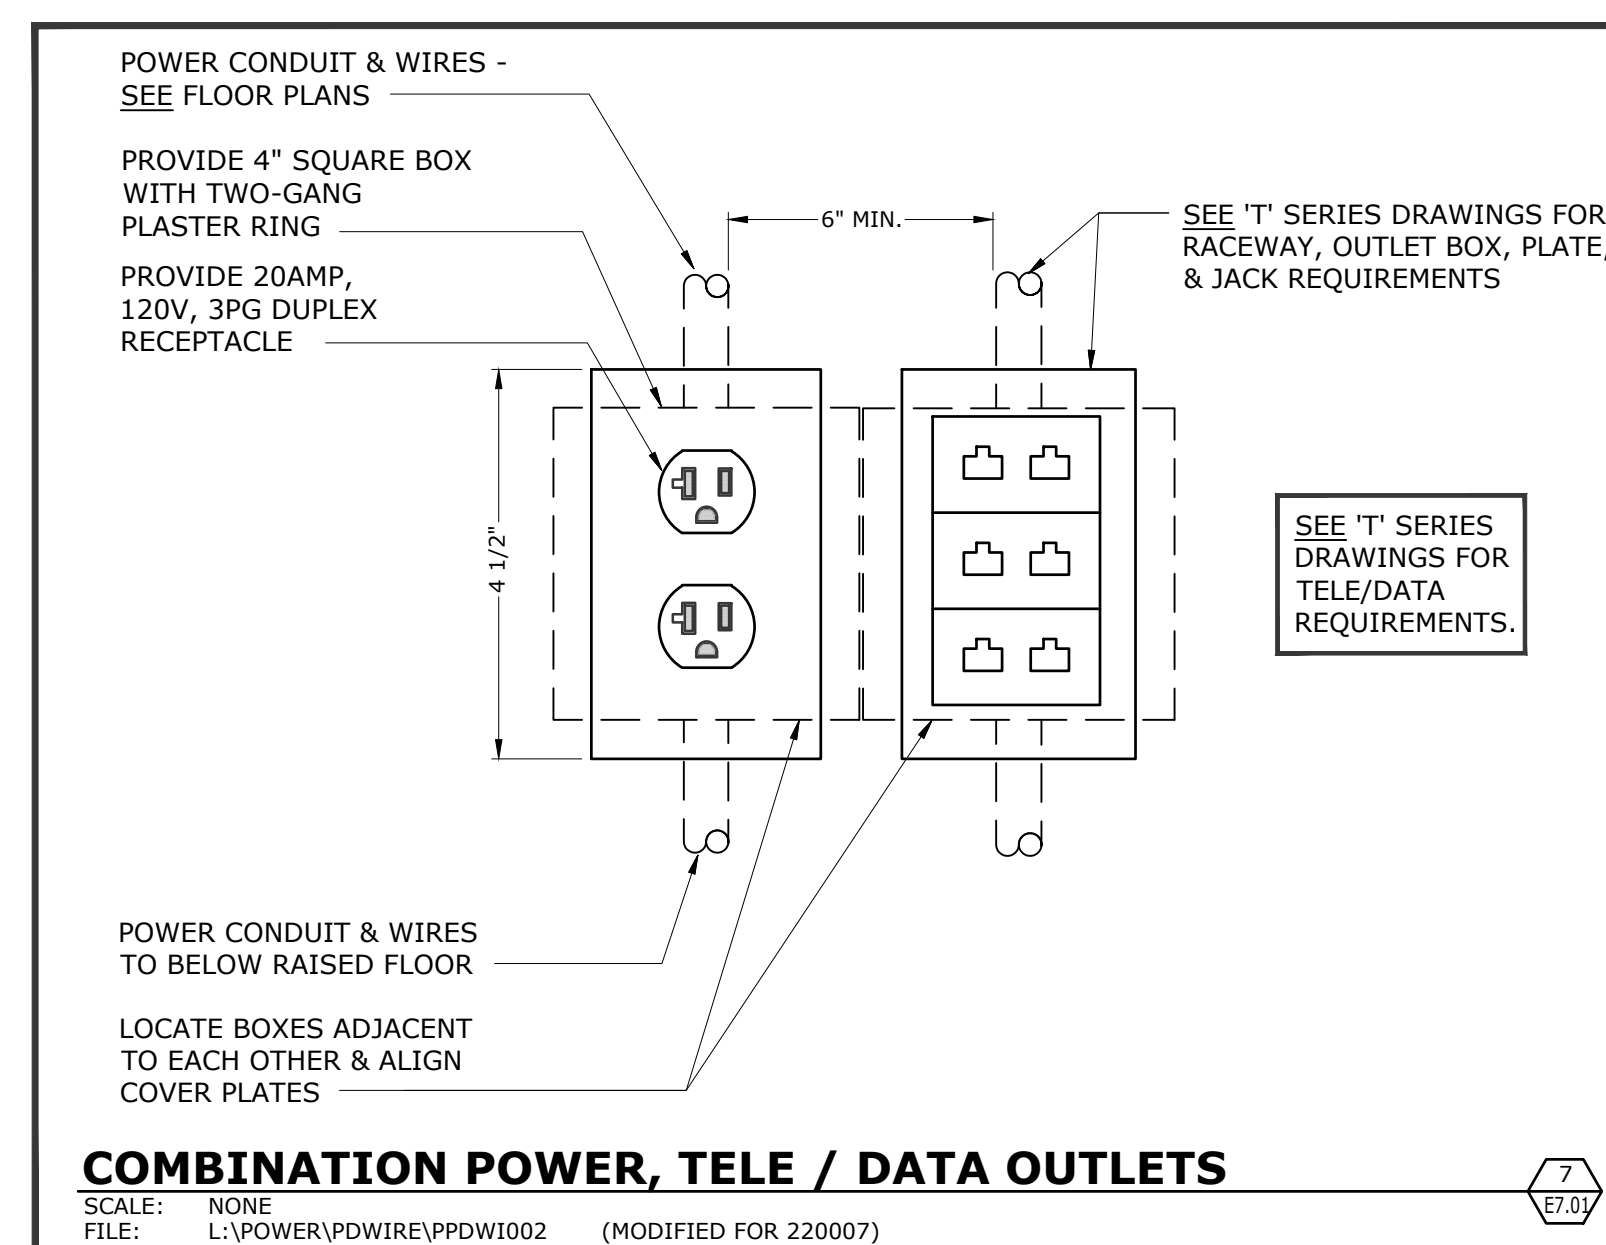 POWER CONDUIT & WIRES -
SEE FLOOR PLANS
PROVIDE 4" SQUARE BOX
WITH TWO-GANG
PLASTER RING
PROVIDE 20AMP,
120V, 3PG DUPLEX
RECEPTACLE
6" MIN.
SEE 'T' SERIES DRAWINGS FOR
RACEWAY, OUTLET BOX, PLATE,
& JACK REQUIREMENTS
4 1/2"
SEE 'T' SERIES
DRAWINGS FOR
TELE/DATA
REQUIREMENTS.
POWER CONDUIT & WIRES
TO BELOW RAISED FLOOR
LOCATE BOXES ADJACENT
TO EACH OTHER & ALIGN
COVER PLATES
COMBINATION POWER, TELE / DATA OUTLETS
7
E7.01
SCALE: NONE
FILE: L:\POWER\PDWIRE\PPDWI002 (MODIFIED FOR 220007)